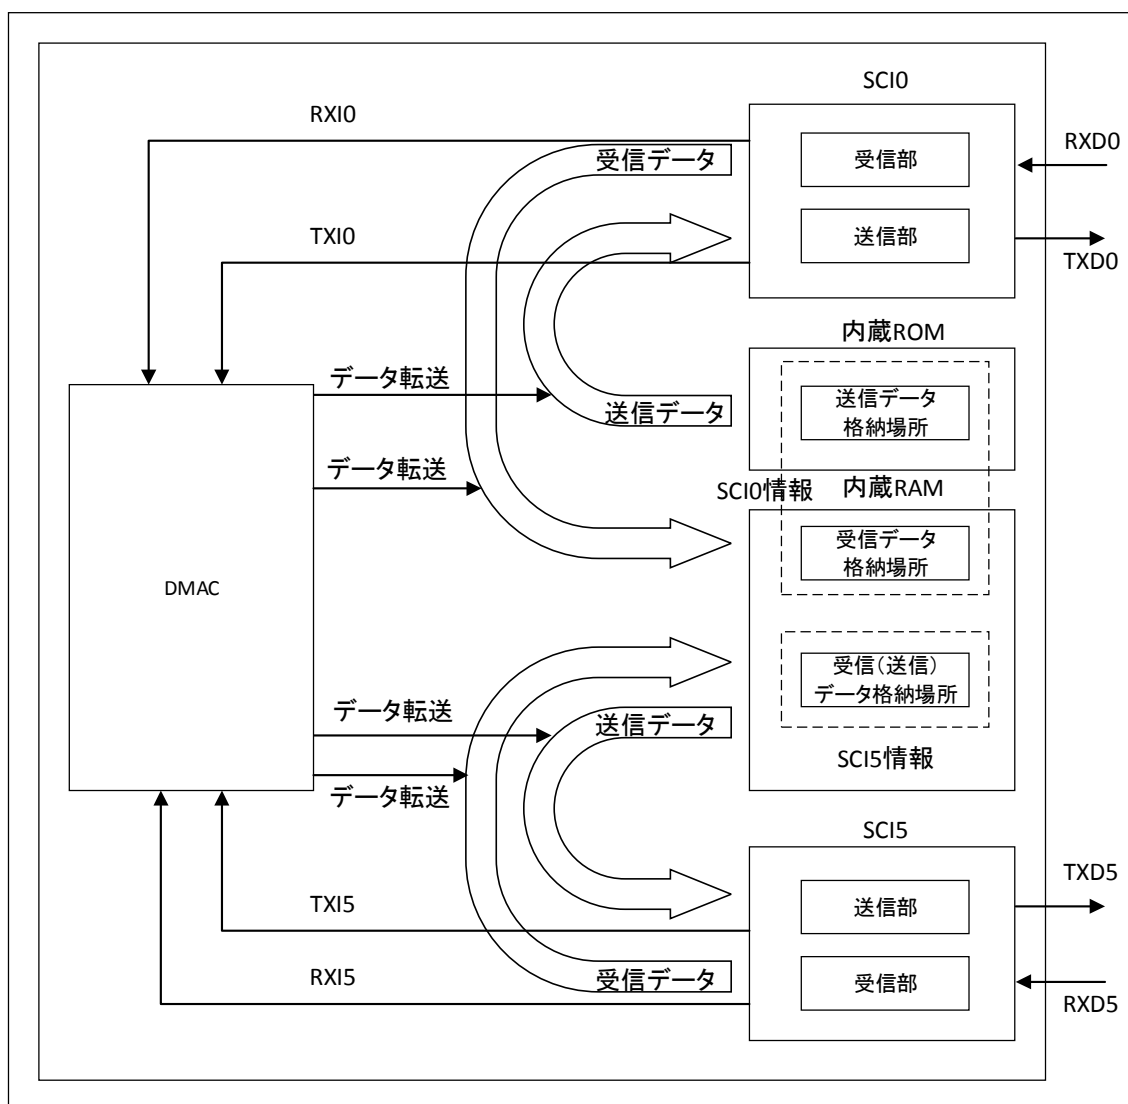 SCI0
RXI0
受信部
RXD0
受信データ
TXI0
送信部
TXD0
内蔵ROM
データ転送
送信データ
格納場所
送信データ
データ転送
SCI0情報
内蔵RAM
受信データ
格納場所
DMAC
受信(送信)
データ格納場所
データ転送
送信データ
SCI5情報
データ転送
SCI5
TXD5
TXI5
送信部
RXI5
受信データ
受信部
RXD5